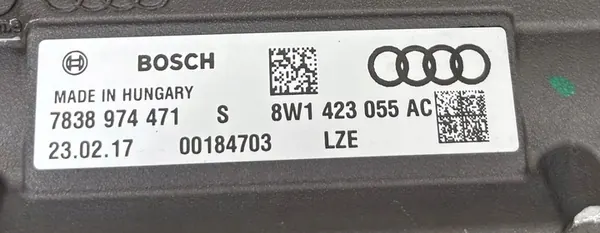 BOSCH
MADE IN HUNGARY
7838 974 471 S 8W1 423 055 AC
23.02.17 00184703 LZE